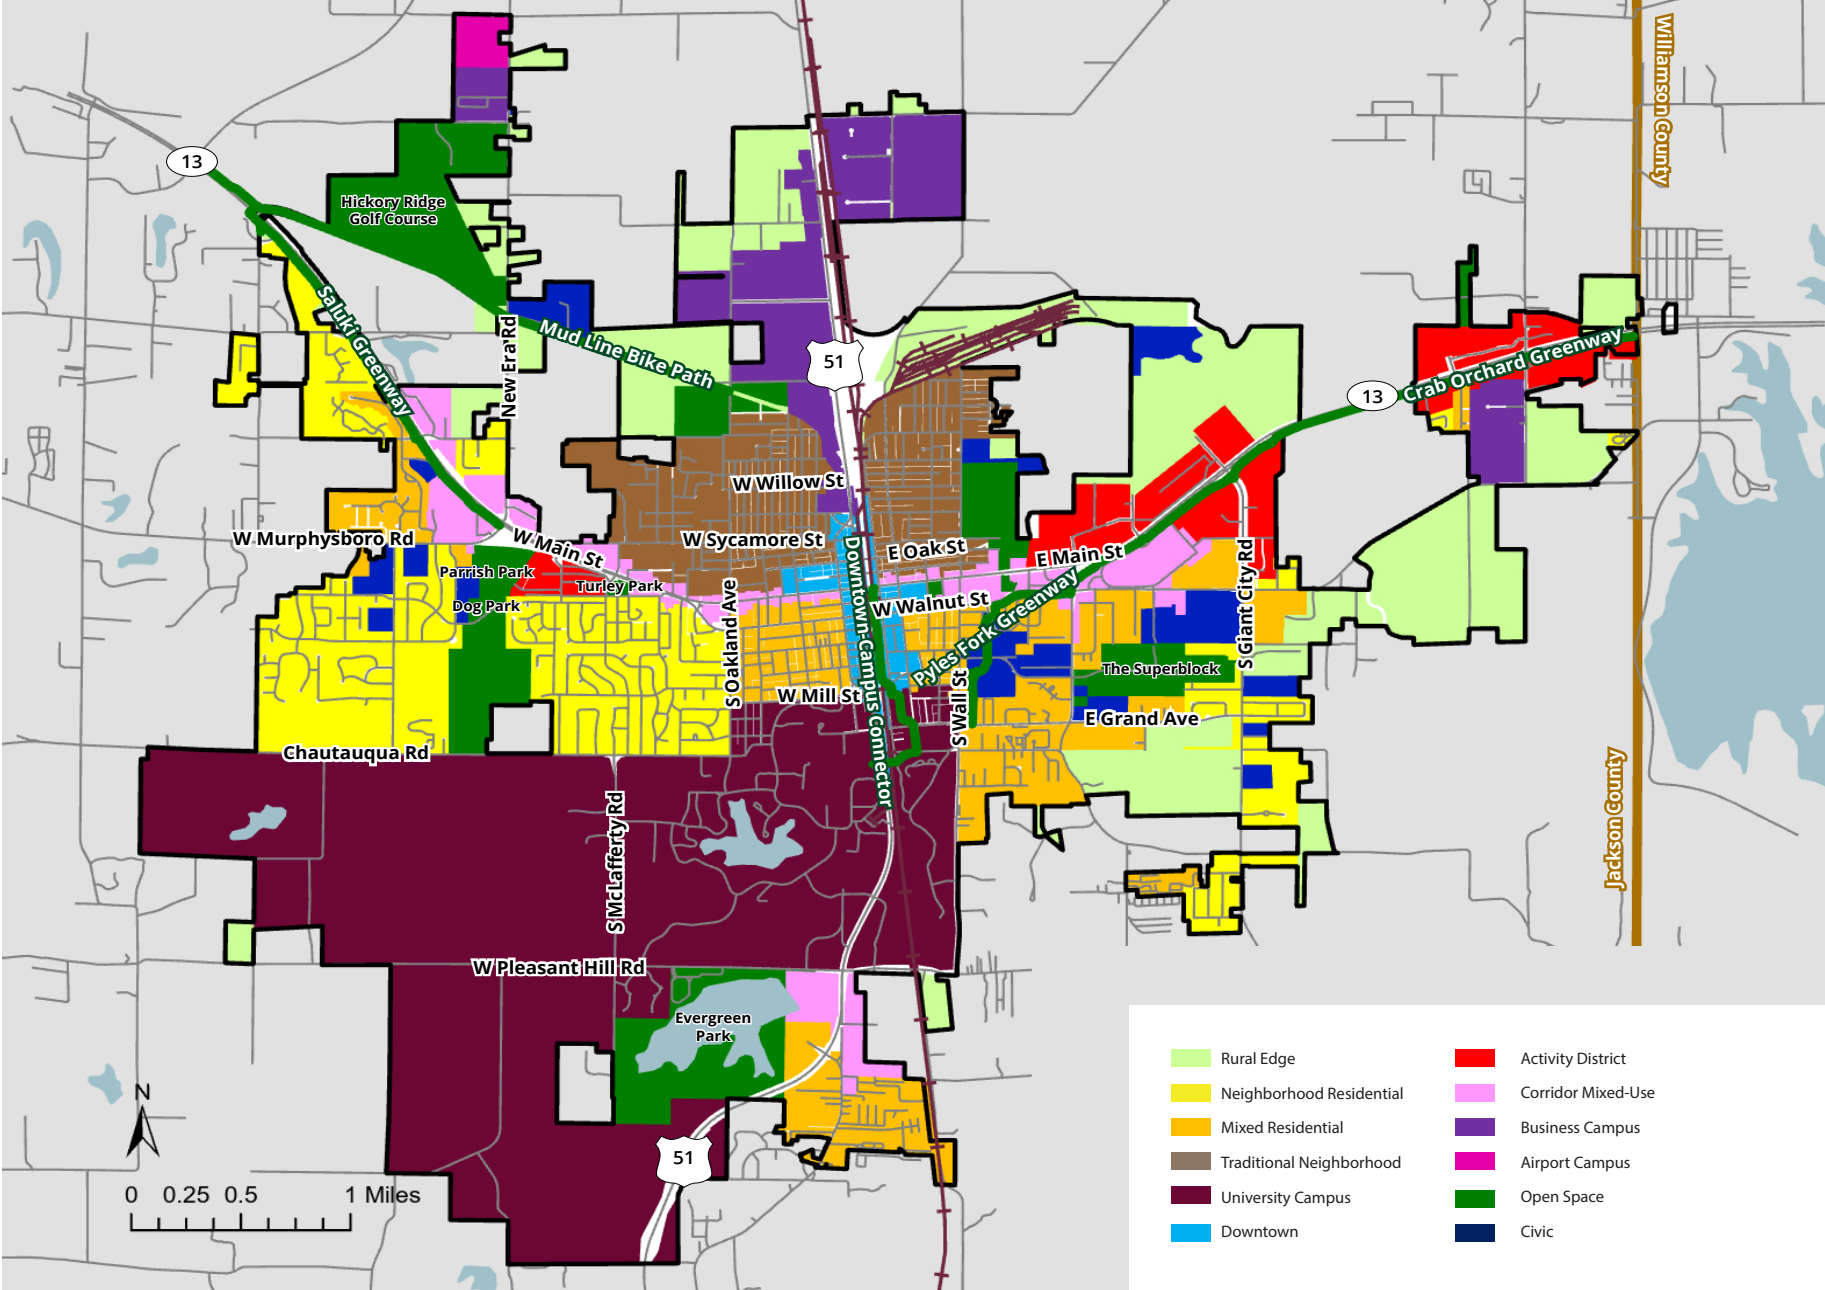 Williamson County
13
Hickory Ridge
Golf Course
Saluki Greenway
New Era Rd
Mud Line Bike Path
51
13
Crab Orchard Greenway
W Willow St
W Murphysboro Rd
W Main St
W Sycamore St
E Oak St
E Main St
Parrish Park
Turley Park
Dog Park
W Walnut St
Downtown-Campus Connector
Pyles Fork Greenway
S Oakland Ave
S Giant City Rd
The Superblock
W Mill St
S Wall St
E Grand Ave
Chautauqua Rd
S McLafferty Rd
Jackson County
W Pleasant Hill Rd
Evergreen
Park
51
N
0 0.25 0.5 1 Miles
Rural Edge
Neighborhood Residential
Mixed Residential
Traditional Neighborhood
University Campus
Downtown
Activity District
Corridor Mixed-Use
Business Campus
Airport Campus
Open Space
Civic